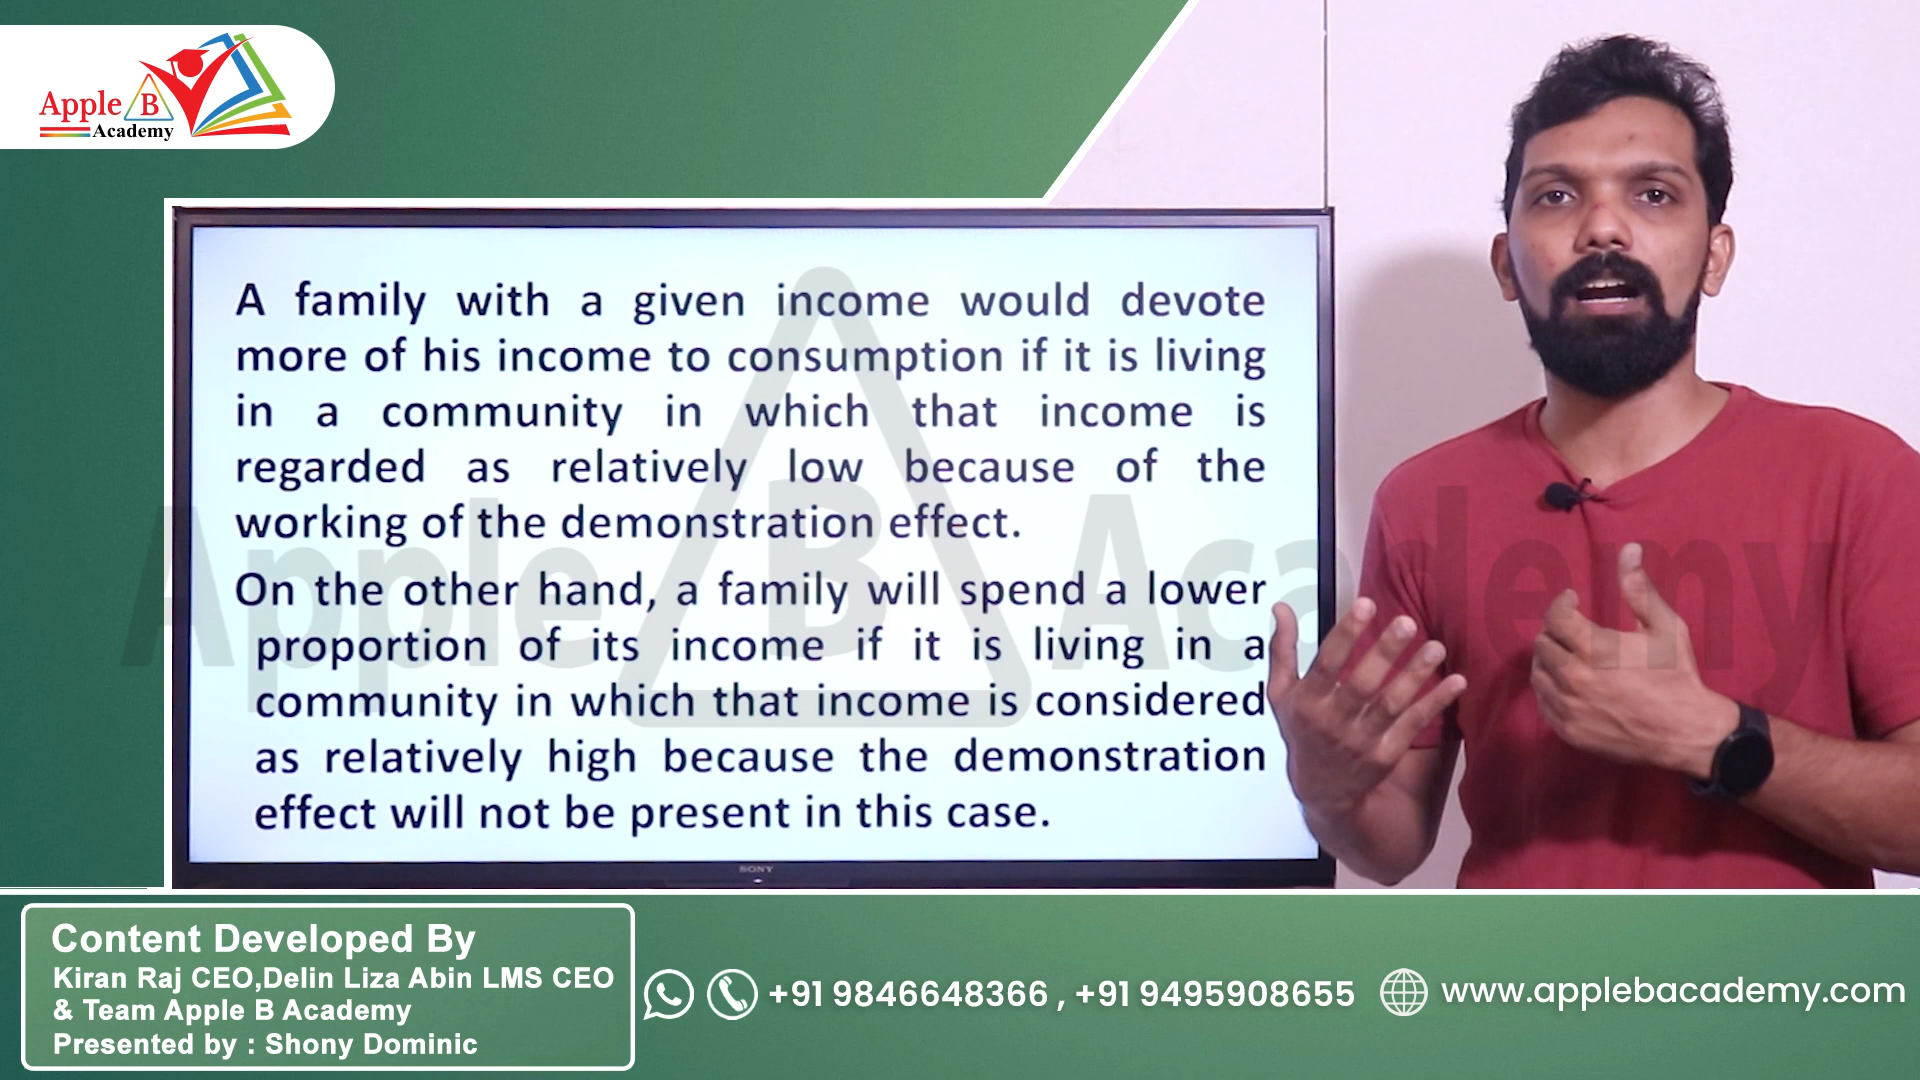 Apple B
Academy
A family with a given income would devote
more of his income to consumption if it is living
in a community in which that income is
regarded as relatively low because of the
working of the demonstration effect.
On the other hand, a family will spend a lower
proportion of its income if it is living in a
community in which that income is considered
as relatively high because the demonstration
effect will not be present in this case.
Apple B Academy
SONY
Content Developed By
Kiran Raj CEO,Delin Liza Abin LMS CEO
& Team Apple B Academy
Presented by : Shony Dominic
+91 9846648366 , +91 9495908655
www.applebacademy.com